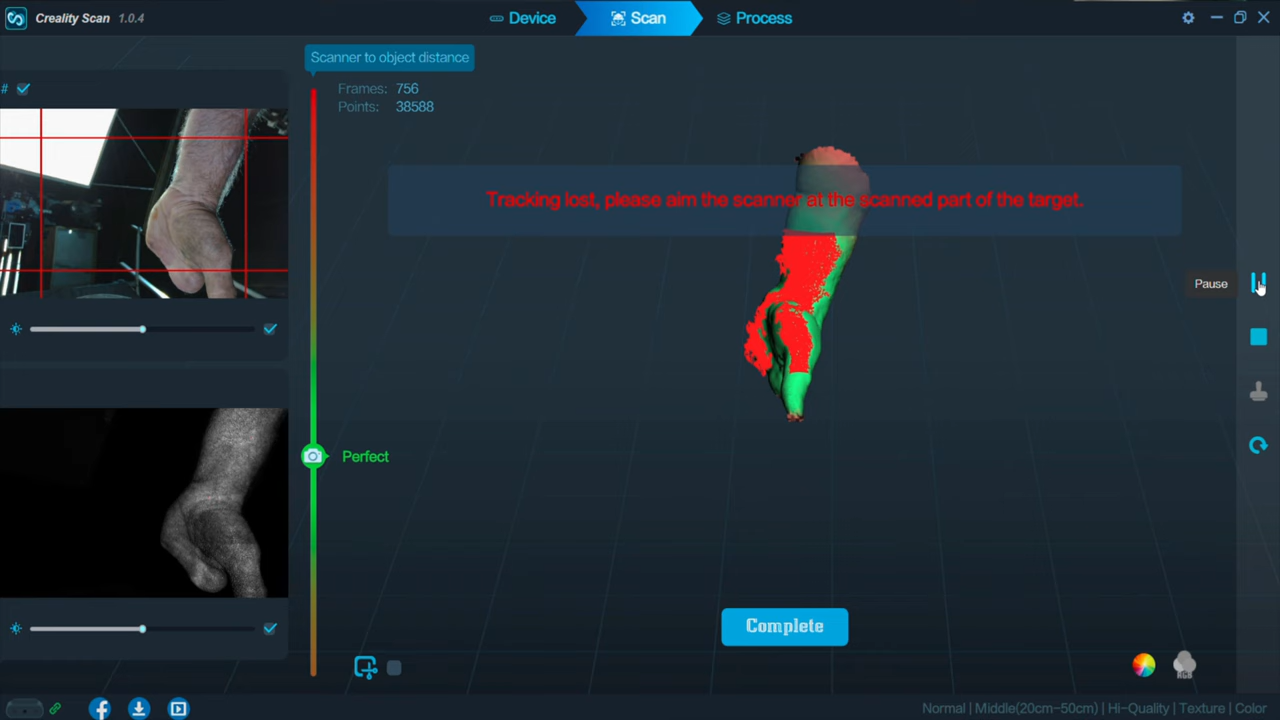 Creality Scan 1.0.4
Device
Scan
Process
Scanner to object distance
#
Frames: 756
Points: 38588
Tracking lost, please aim the scanner at the scanned part of the target.
Pause
Perfect
Complete
RGB
Normal | Middle(20cm-50cm) | Hi-Quality | Texture | Color